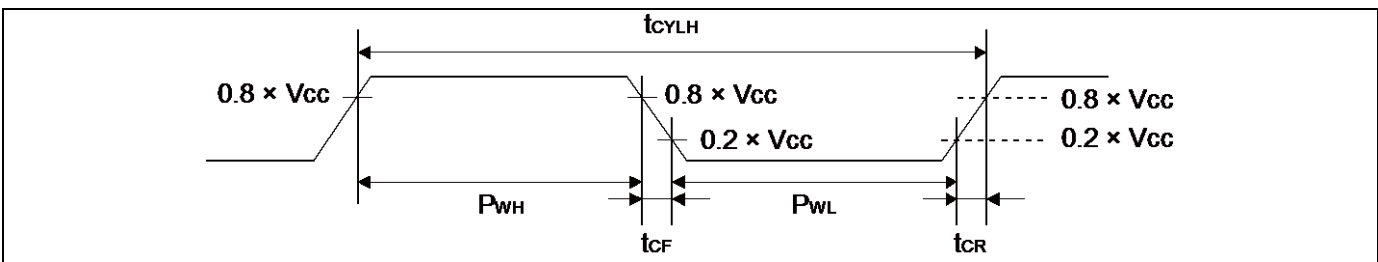 tCYLH
0.8 × Vcc
0.8 × Vcc
0.8 × Vcc
0.2 × Vcc
0.2 × Vcc
PWH
PWL
tCF
tCR